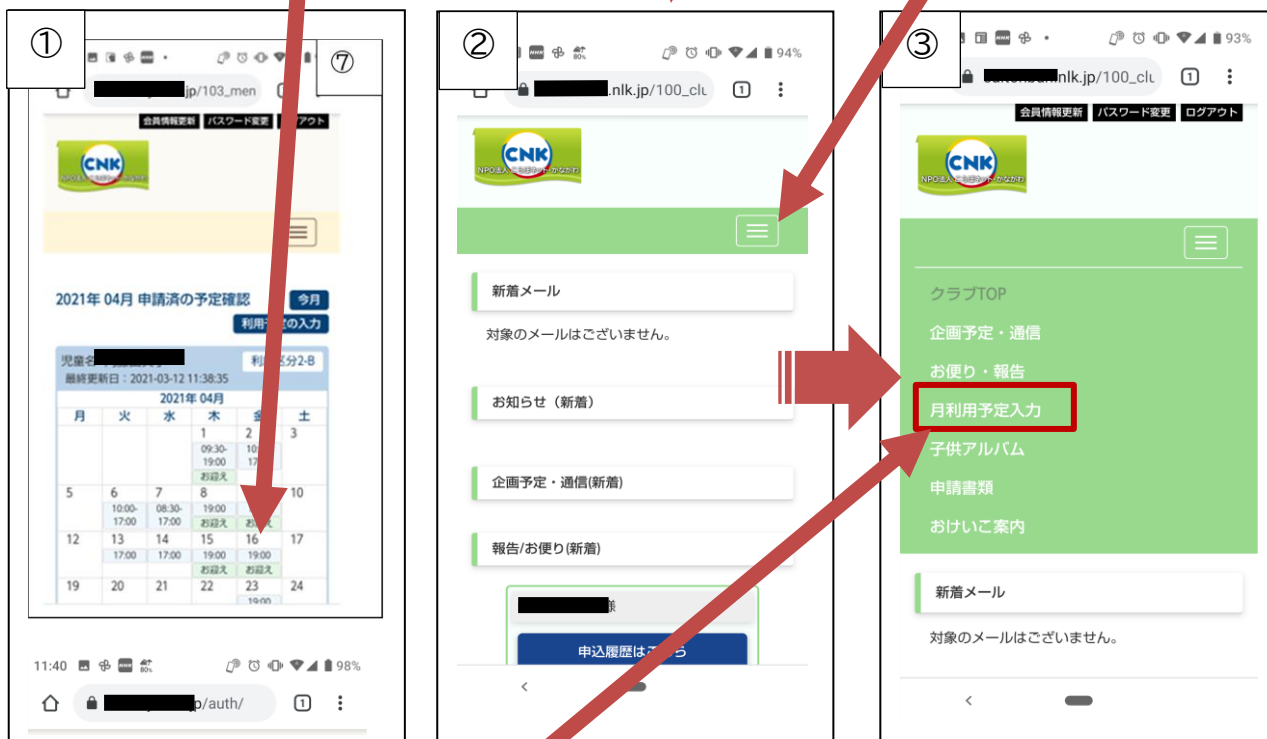 ①
⑦
jp/103_men
会員情報更新 パスワード変更
CNK
2021年 04月 申請済の予定確認 今月
利用予定の入力
児童名
利用区分2-B
最終更新日：2021-03-12 11:38:35
2021年 04月
月 火 水 木 金 土
1 2 3
09:30-
19:00
お迎え
5 6 7 8 10
10:00- 08:30-
17:00 17:00 19:00
お迎え お迎え
12 13 14 15 16 17
17:00 17:00 19:00 19:00
お迎え お迎え
19 20 21 22 23 24
19:00
11:40 80% 98%
p/auth/ 1
②
80% 94%
.nlk.jp/100_clu 1
CNK
新着メール
対象のメールはございません。
お知らせ（新着）
企画予定・通信(新着)
報告/お便り(新着)
様
申込履歴はこちら
③
93%
nlk.jp/100_clu 1
会員情報更新 パスワード変更 ログアウト
CNK
クラブTOP
企画予定・通信
お便り・報告
月利用予定入力
子供アルバム
申請書類
おけいこ案内
新着メール
対象のメールはございません。